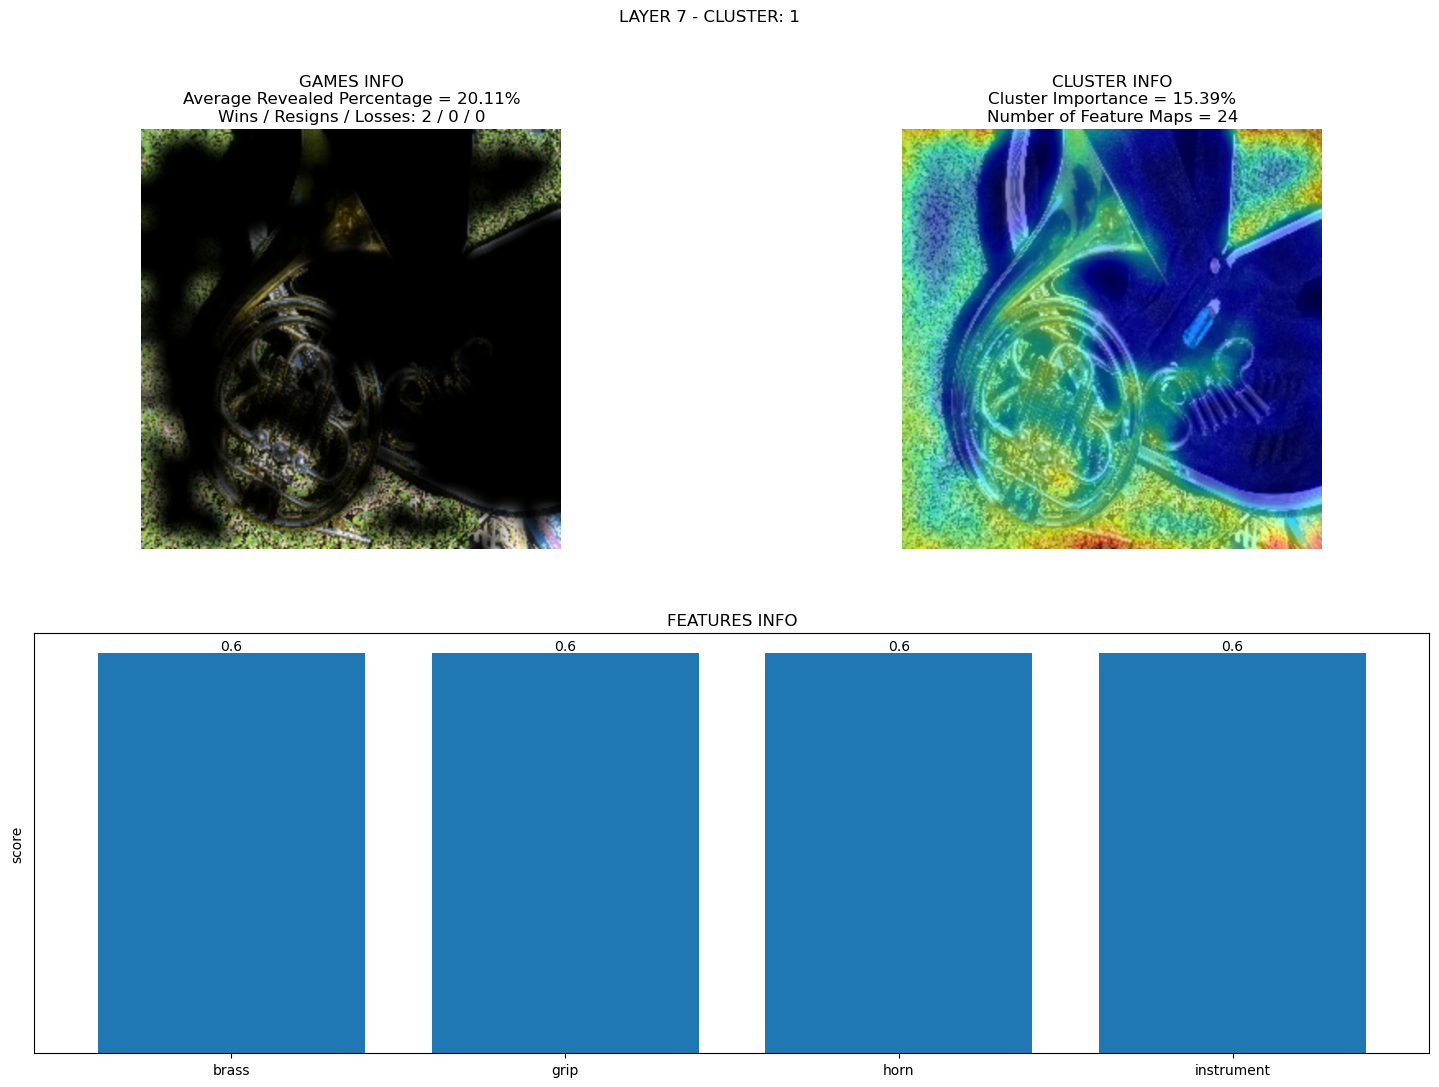 LAYER 7 - CLUSTER: 1
GAMES INFO
Average Revealed Percentage = 20.11%
Wins / Resigns / Losses: 2 / 0 / 0
CLUSTER INFO
Cluster Importance = 15.39%
Number of Feature Maps = 24
FEATURES INFO
0.6 0.6 0.6 0.6
score
brass grip horn instrument